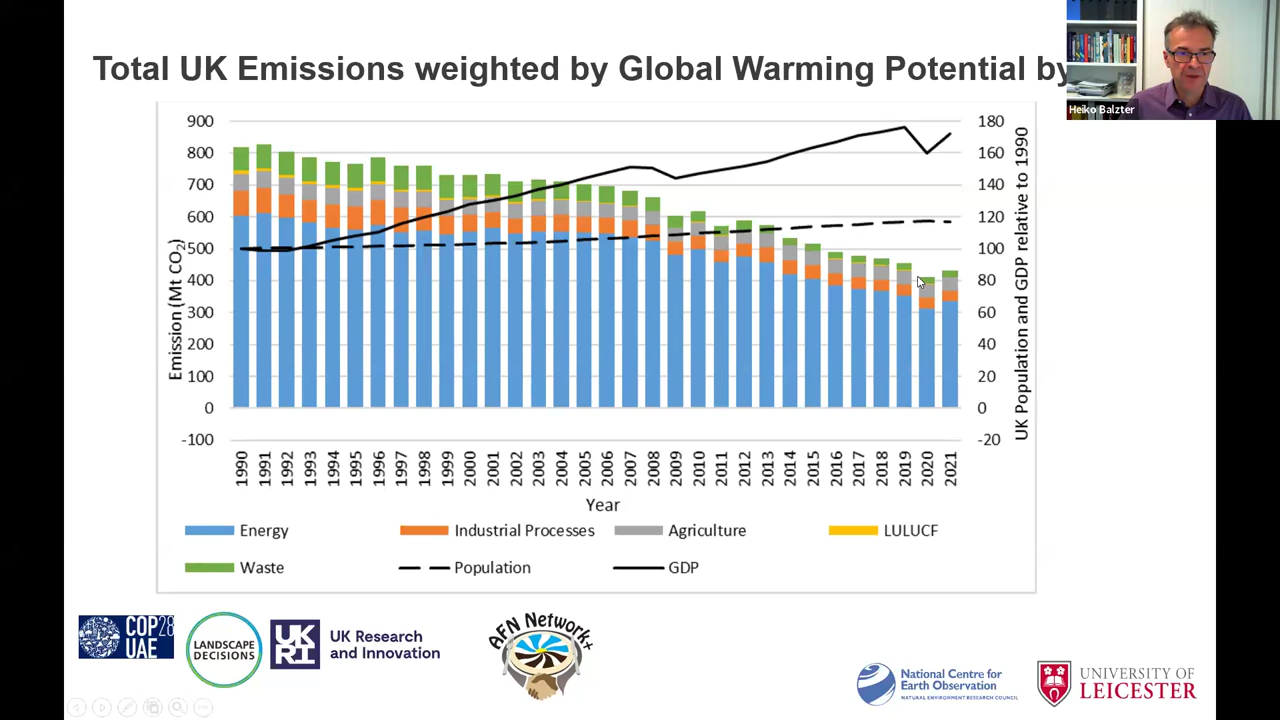 Total UK Emissions weighted by Global Warming Potential by
Heiko Balzter
900
800
700
600
500
400
300
200
100
0
-100
Emission (Mt CO2)
180
160
140
120
100
80
60
40
20
0
-20
UK Population and GDP relative to 1990
1990 1991 1992 1993 1994 1995 1996 1997 1998 1999 2000 2001 2002 2003 2004 2005 2006 2007 2008 2009 2010 2011 2012 2013 2014 2015 2016 2017 2018 2019 2020 2021
Year
Energy Industrial Processes Agriculture LULUCF
Waste Population GDP
COP28
UAE
LANDSCAPE
DECISIONS
UK
RI
UK Research
and Innovation
AFN Network+
National Centre for
Earth Observation
NATURAL ENVIRONMENT RESEARCH COUNCIL
UNIVERSITY OF
LEICESTER